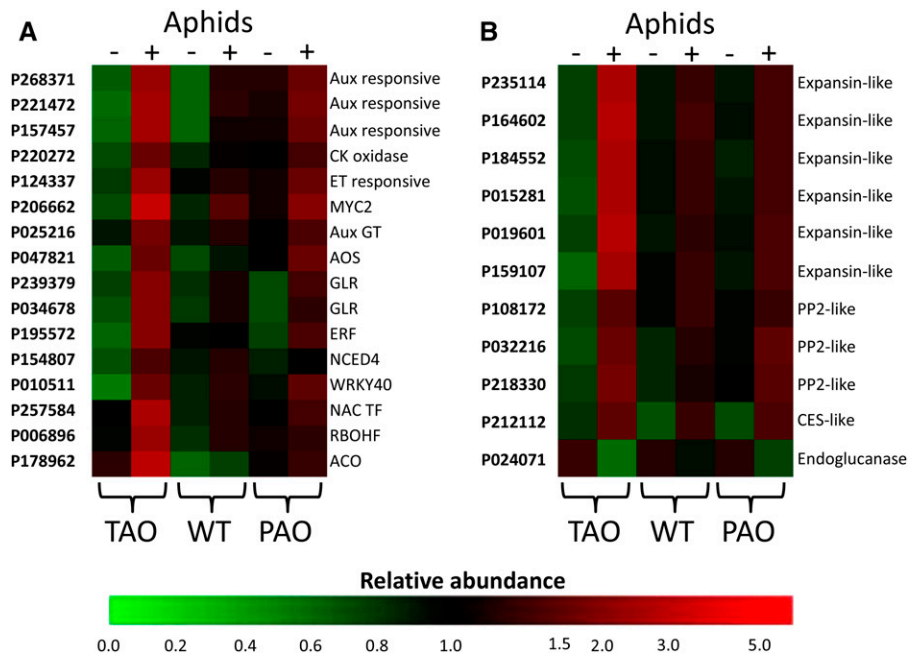 A
Aphids
- + - + - +
P268371 Aux responsive
P221472 Aux responsive
P157457 Aux responsive
P220272 CK oxidase
P124337 ET responsive
P206662 MYC2
P025216 Aux GT
P047821 AOS
P239379 GLR
P034678 GLR
P195572 ERF
P154807 NCED4
P010511 WRKY40
P257584 NAC TF
P006896 RBOHF
P178962 ACO
TAO WT PAO
B
Aphids
- + - + - +
P235114 Expansin-like
P164602 Expansin-like
P184552 Expansin-like
P015281 Expansin-like
P019601 Expansin-like
P159107 Expansin-like
P108172 PP2-like
P032216 PP2-like
P218330 PP2-like
P212112 CES-like
P024071 Endoglucanase
TAO WT PAO
Relative abundance
0.0 0.2 0.4 0.6 0.8 1.0 1.5 2.0 3.0 5.0